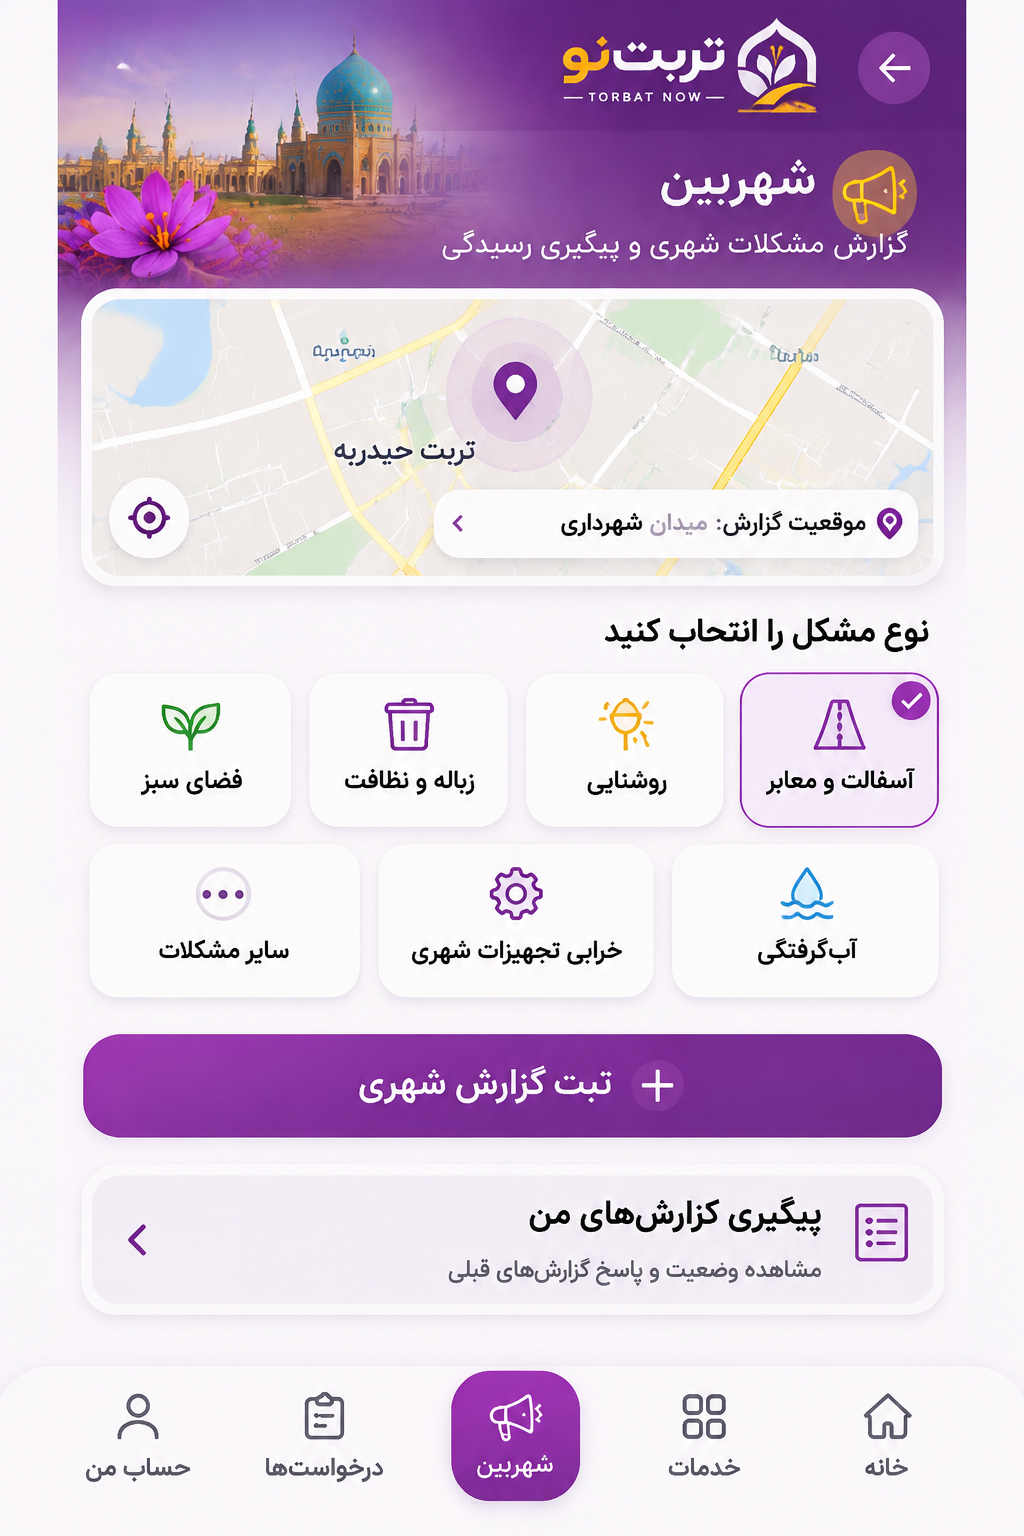 تربت‌نو
TORBAT NOW
شهربین
گزارش مشکلات شهری و پیگیری رسیدگی
تربت حیدربه
موقعیت گزارش: میدان شهرداری
نوع مشکل را انتحاب کنید
آسفالت و معابر
روشنایی
زباله و نظافت
فضای سبز
آب‌گرفتگی
خرابی تجهیزات شهری
سایر مشکلات
تبت گزارش شهری
پیگیری کزارش‌های من
مشاهده وضعیت و پاسخ گزارش‌های قبلی
خانه
خدمات
شهربین
درخواست‌ها
حساب من